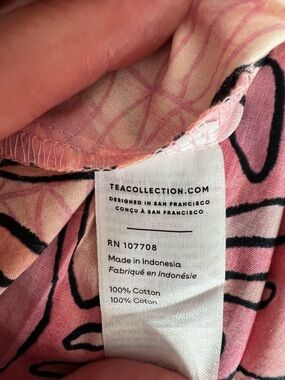 TEACOLLECTION.COM
DESIGNED IN SAN FRANCISCO
CONÇU À SAN FRANCISCO
RN 107708
Made in Indonesia
Fabriqué en Indonésie
100% Cotton
100% Coton